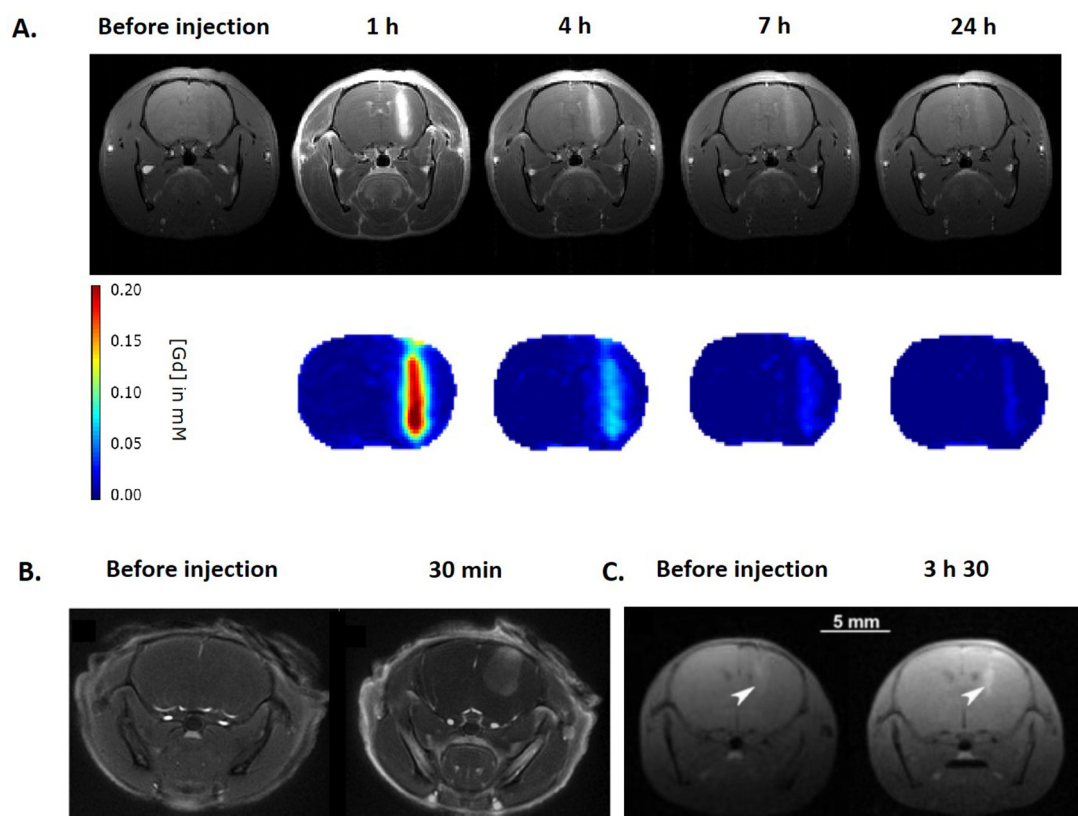 A.
Before injection 1 h 4 h 7 h 24 h
0.20
0.15
0.10
0.05
0.00
[Gd] in mM
B. Before injection 30 min
C. Before injection 3 h 30
5 mm